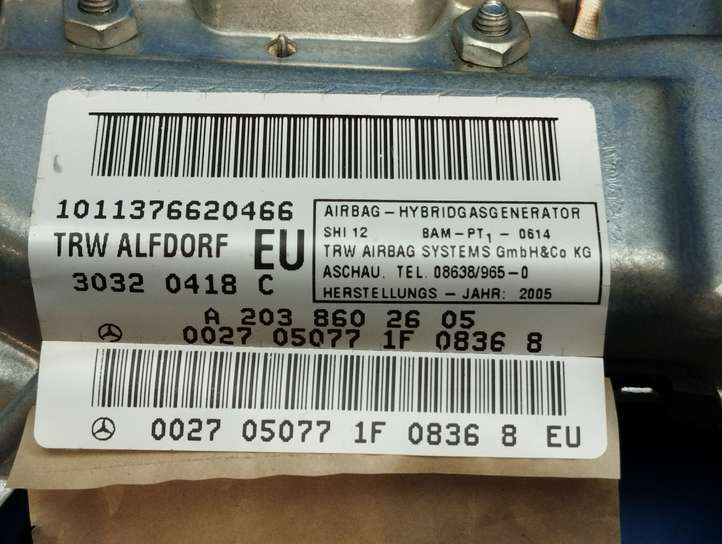 1011376620466
TRW ALFDORF EU
30320418 C
AIRBAG – HYBRIDGASGENERATOR
SHI 12 BAM–PT1 – 0614
TRW AIRBAG SYSTEMS GmbH&Co KG
ASCHAU. TEL. 08638/965–0
HERSTELLUNGS – JAHR: 2005
A 203 860 26 05
0027 05077 1F 0836 8
0027 05077 1F 0836 8 EU